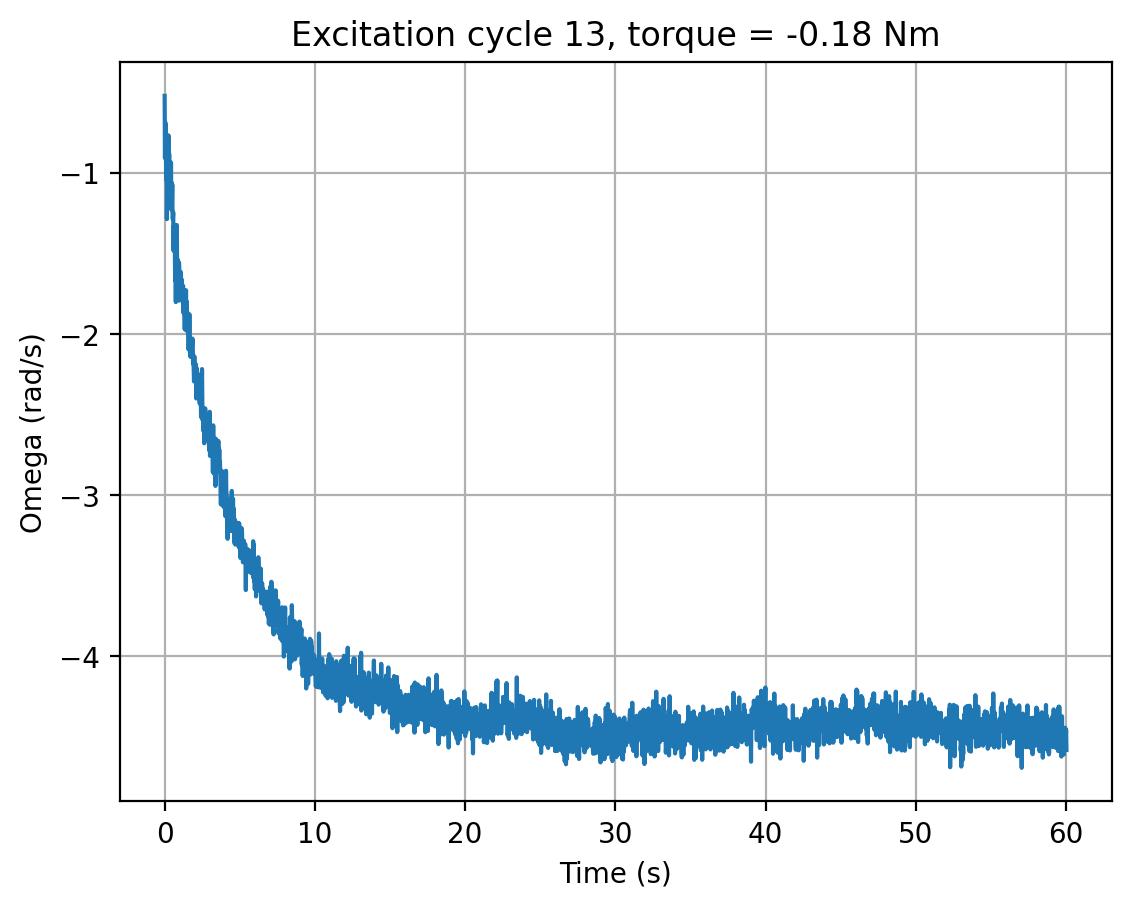 Excitation cycle 13, torque = -0.18 Nm
Omega (rad/s)
−1
−2
−3
−4
0 10 20 30 40 50 60
Time (s)